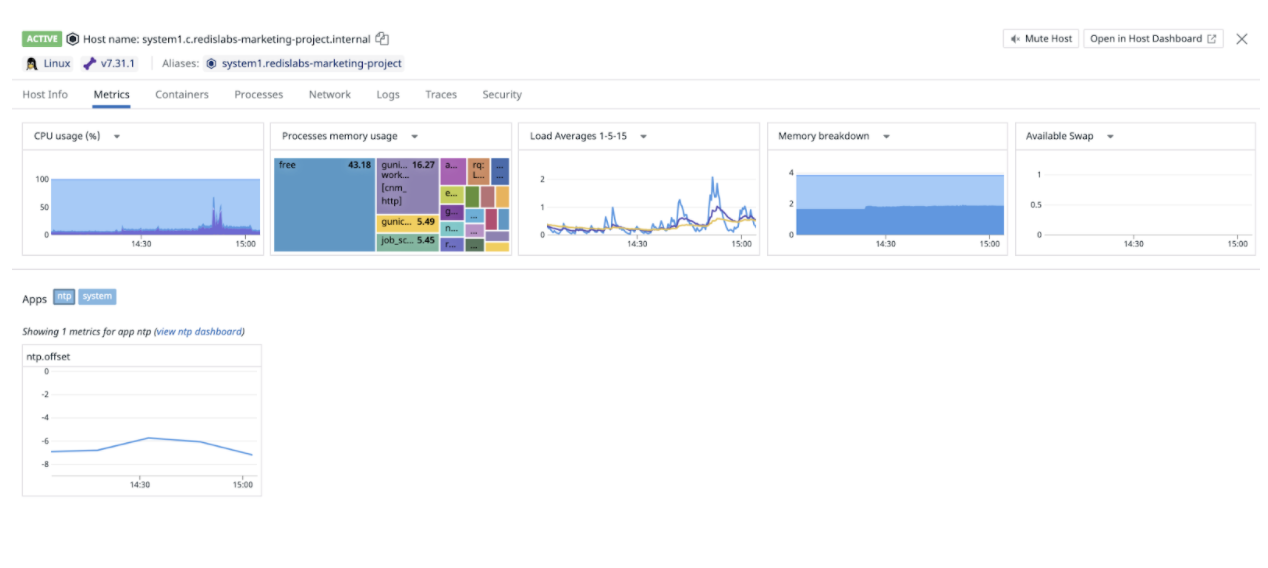 ACTIVE Host name: system1.c.redislabs-marketing-project.internal Mute Host Open in Host Dashboard
Linux v7.31.1 Aliases: system1.redislabs-marketing-project
Host Info Metrics Containers Processes Network Logs Traces Security
CPU usage (%)
100
50
0
14:30 15:00
Processes memory usage
free 43.18
guni... 16.27
work...
[cnm_
http]
gunic... 5.49
job_sc... 5.45
a...
e...
g...
n...
r...
rq:
L...
...
...
...
...
...
...
Load Averages 1-5-15
2
1
0
14:30 15:00
Memory breakdown
4
2
0
14:30 15:00
Available Swap
1
0.5
0
14:30 15:00
Apps ntp system
Showing 1 metrics for app ntp (view ntp dashboard)
ntp.offset
0
-2
-4
-6
-8
14:30 15:00